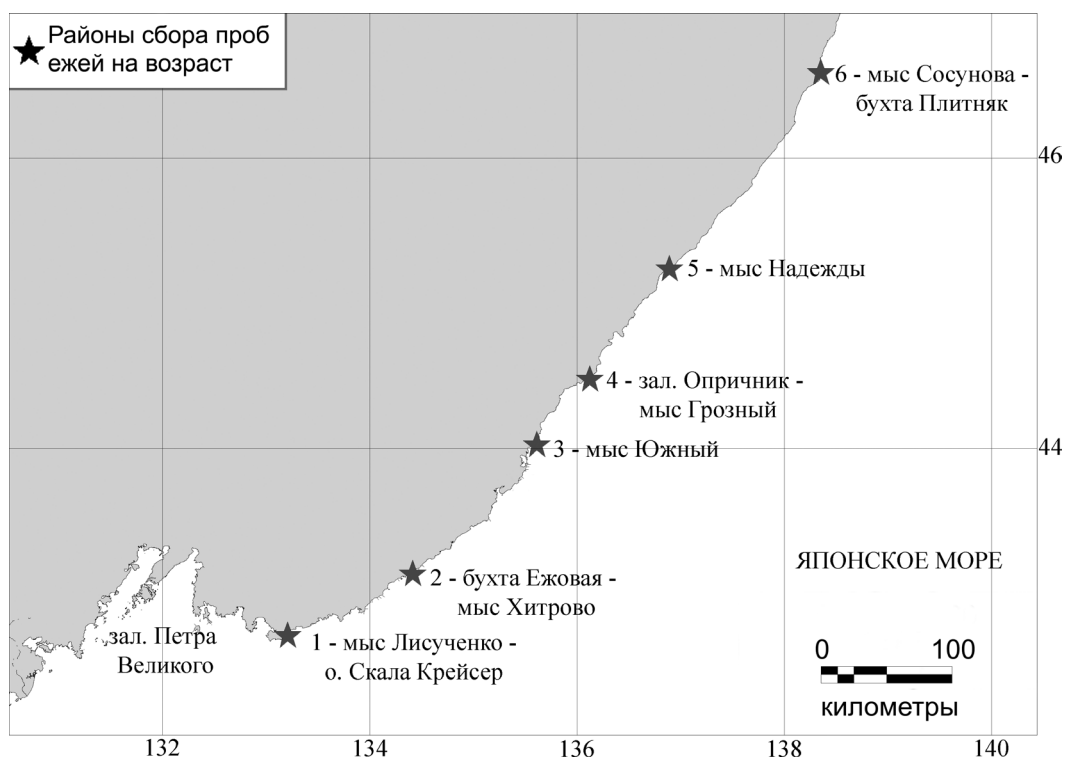 Районы сбора проб
ежей на возраст
6 - мыс Сосунова -
бухта Плитняк
46
5 - мыс Надежды
4 - зал. Опричник -
мыс Грозный
3 - мыс Южный
44
ЯПОНСКОЕ МОРЕ
2 - бухта Ежовая -
мыс Хитрово
зал. Петра
Великого
1 - мыс Лисученко -
о. Скала Крейсер
0 100
километры
132 134 136 138 140